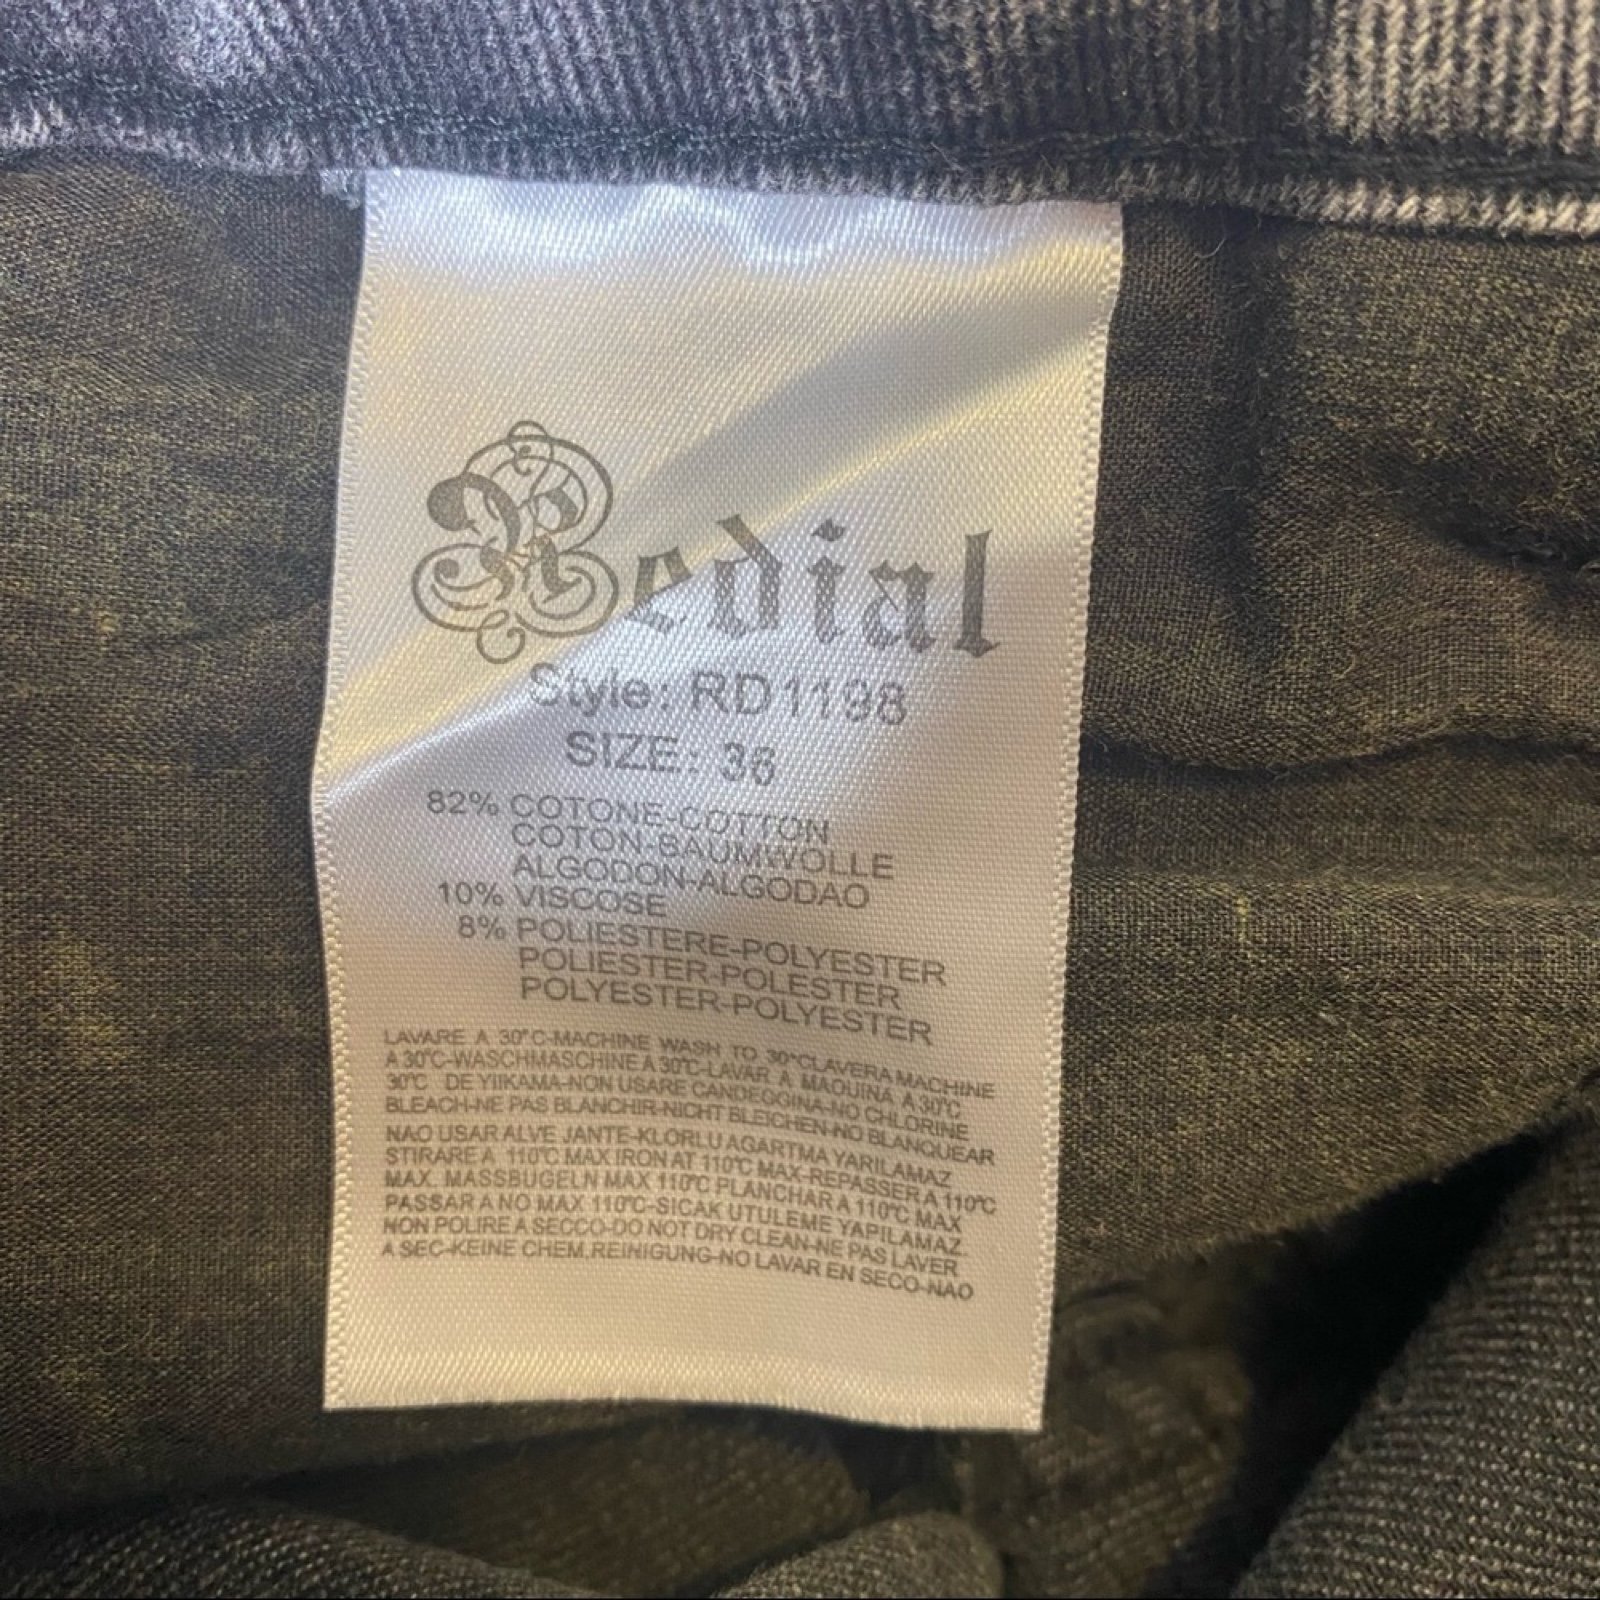 Redial
Style: RD1198
SIZE: 36
82% COTONE-COTTON
COTON-BAUMWOLLE
ALGODON-ALGODAO
10% VISCOSE
8% POLIESTERE-POLYESTER
POLIESTER-POLESTER
POLYESTER-POLYESTER
LAVARE A 30°C-MACHINE WASH TO 30°CLAVERA MACHINE
A 30°C-WASCHMASCHINE A 30°C-LAVAR A MAQUINA A 30°C
30°C DE YIIKAMA-NON USARE CANDEGGINA-NO CHLORINE
BLEACH-NE PAS BLANCHIR-NICHT BLEICHEN-NO BLANQUEAR
NAO USAR ALVE JANTE-KLORLU AGARTMA YARILAMAZ
STIRARE A 110°C MAX IRON AT 110°C MAX-REPASSER A 110°C
MAX. MASSBUGELN MAX 110°C PLANCHAR A 110°C MAX
PASSAR A NO MAX 110°C-SICAK UTULEME YAPILAMAZ
NON POLIRE A SECCO-DO NOT DRY CLEAN-NE PAS LAVER
A SEC-KEINE CHEM.REINIGUNG-NO LAVAR EN SECO-NAO